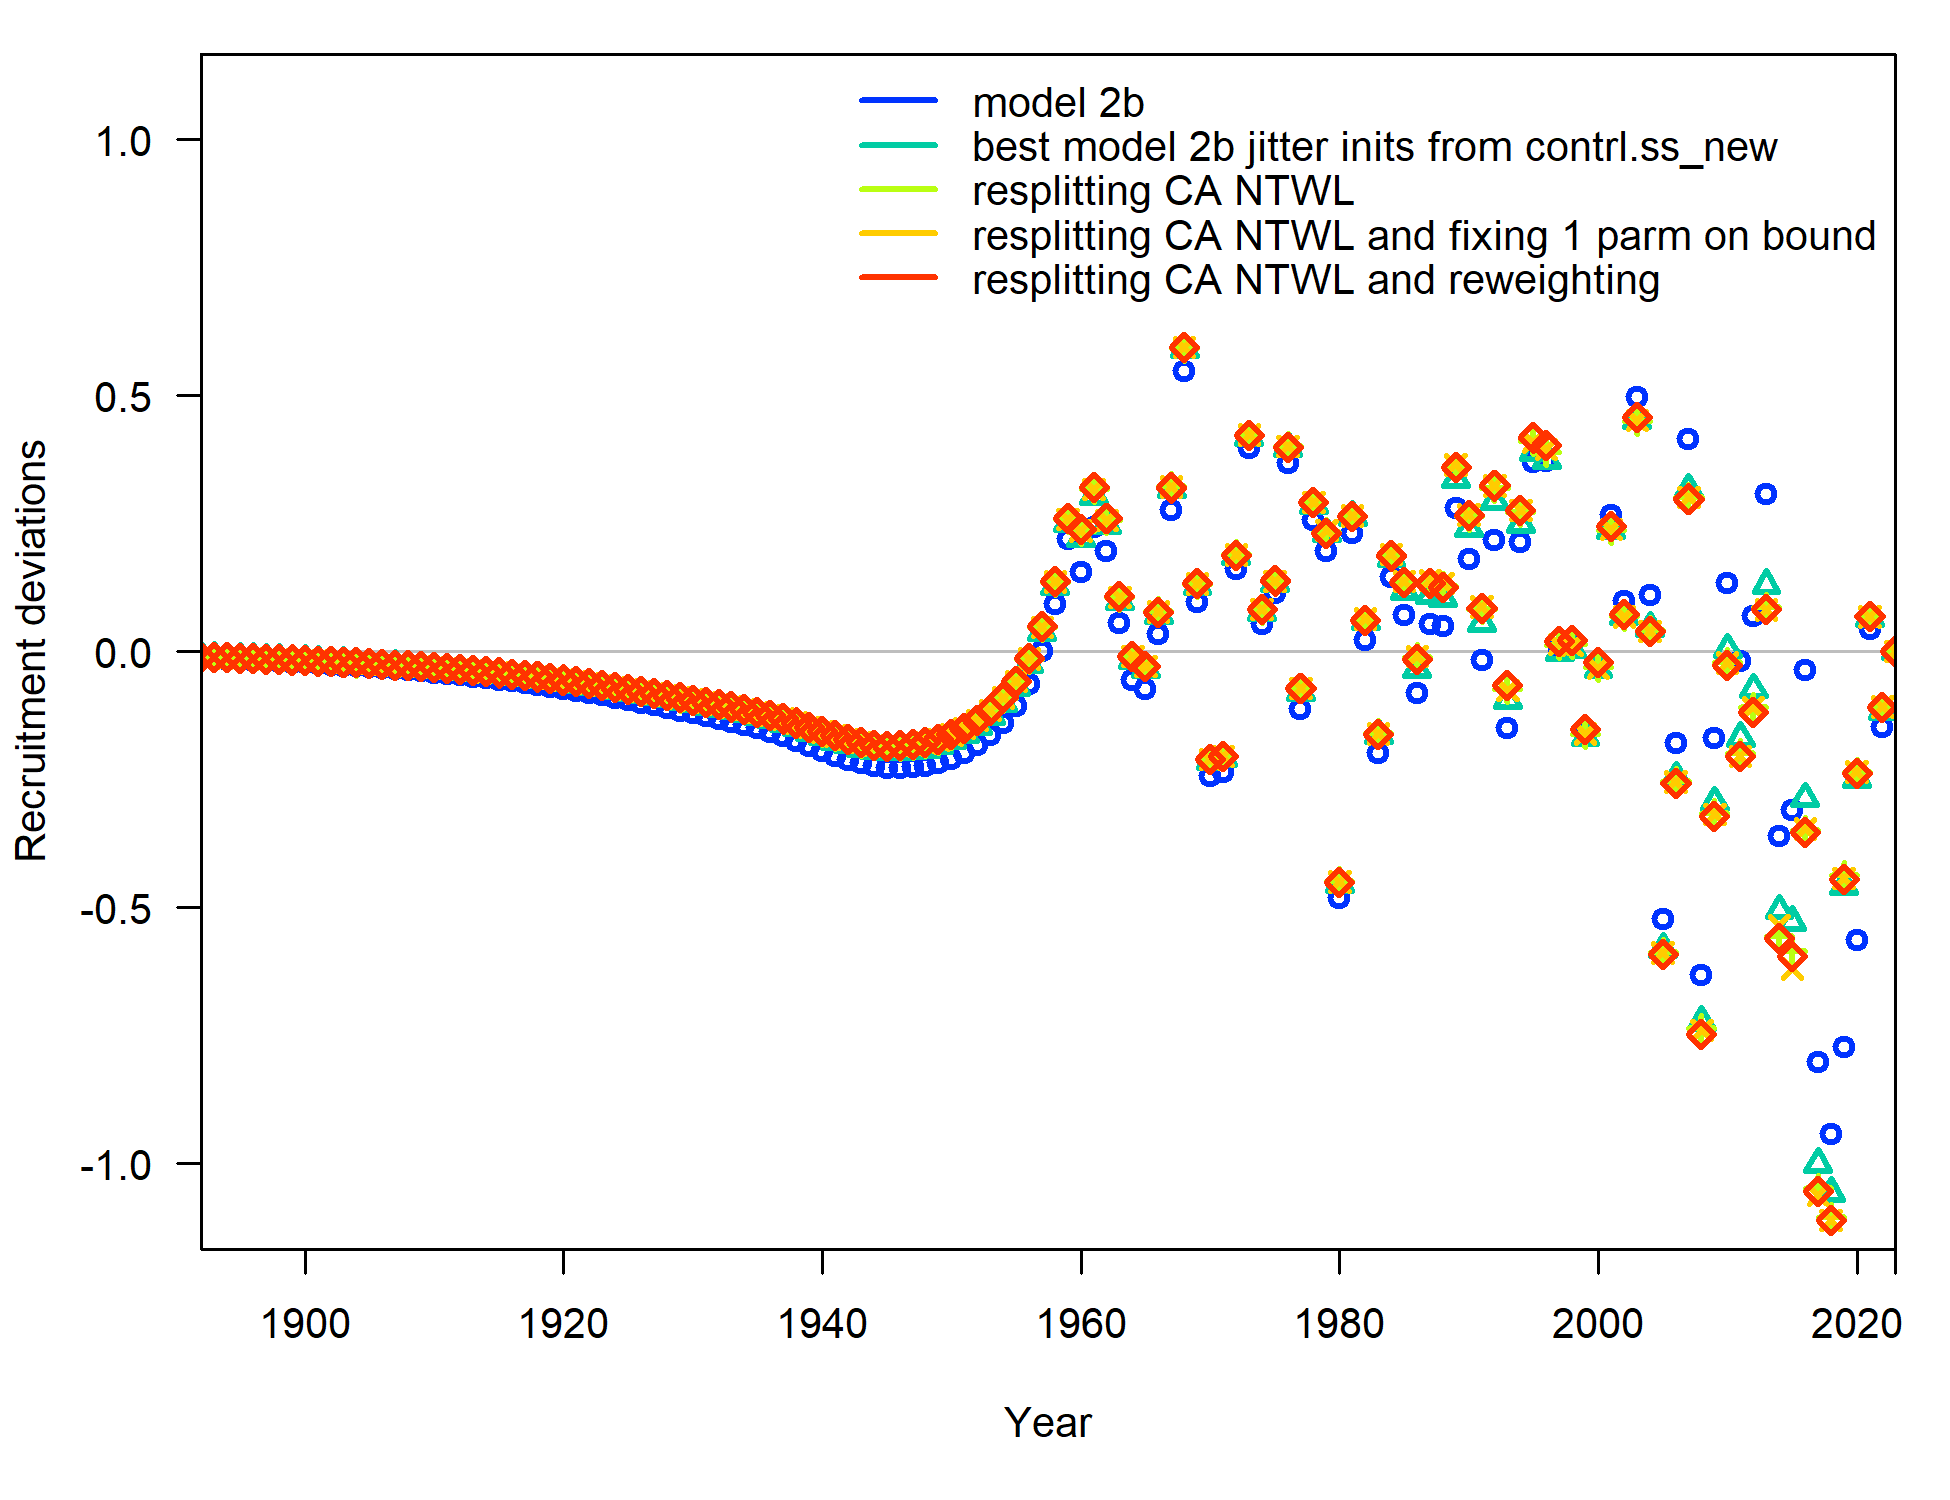 model 2b
best model 2b jitter inits from contrl.ss_new
resplitting CA NTWL
resplitting CA NTWL and fixing 1 parm on bound
resplitting CA NTWL and reweighting
1.0
0.5
0.0
-0.5
-1.0
Recruitment deviations
1900 1920 1940 1960 1980 2000 2020
Year